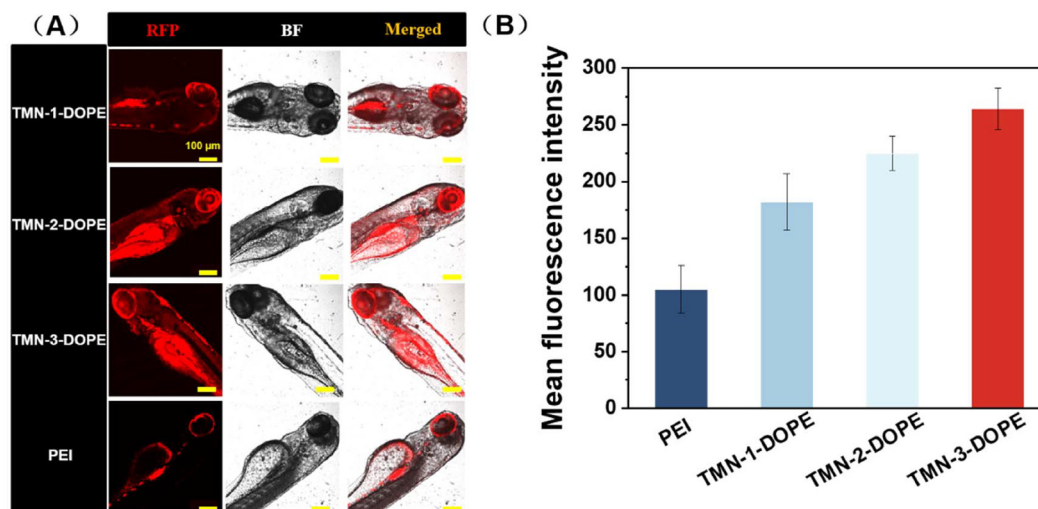 （A）
RFP BF Merged
TMN-1-DOPE
100 μm
TMN-2-DOPE
TMN-3-DOPE
PEI
（B）
Mean fluorescence intensity
300
250
200
150
100
50
0
PEI
TMN-1-DOPE
TMN-2-DOPE
TMN-3-DOPE